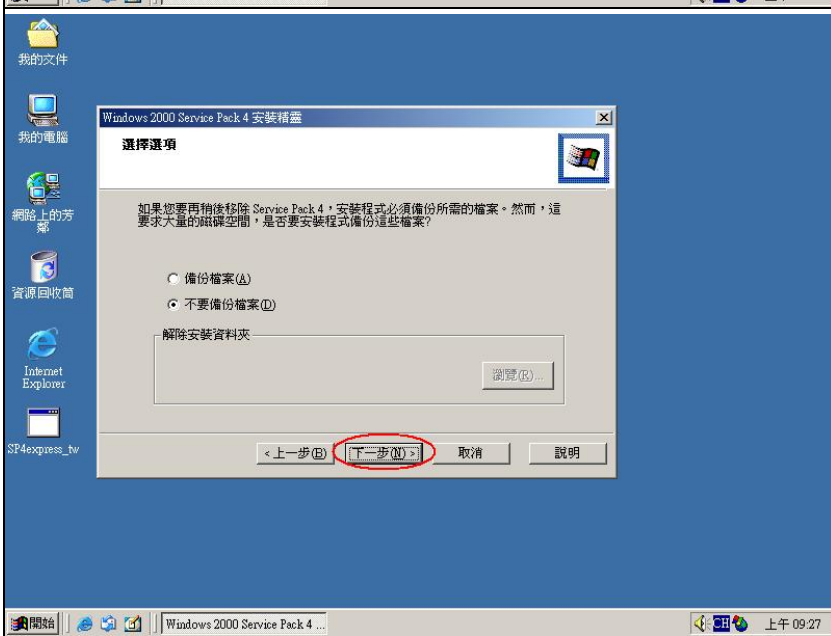 我的文件
我的電腦
網路上的芳
鄰
資源回收筒
Internet
Explorer
SP4express_tw
Windows 2000 Service Pack 4 安裝精靈
選擇選項
如果您要再稍後移除 Service Pack 4，安裝程式必須備份所需的檔案。然而，這
要求大量的磁碟空間，是否要安裝程式備份這些檔案?
備份檔案(A)
不要備份檔案(D)
解除安裝資料夾
瀏覽(R)...
<上一步(B)
下一步(N)>
取消
說明
開始
Windows 2000 Service Pack 4 ...
CH
上午 09:27